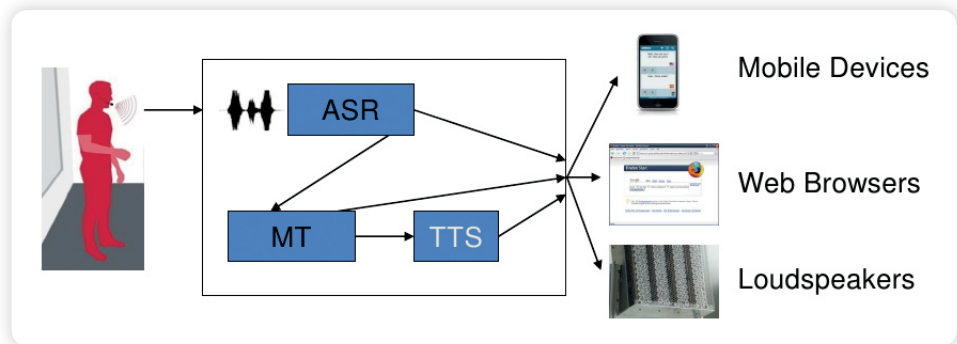 ASR
MT
TTS
Mobile Devices
Web Browsers
Loudspeakers